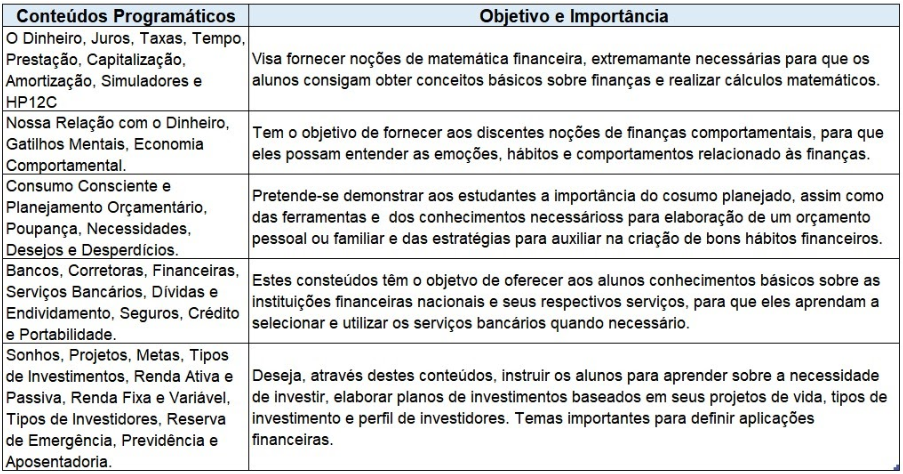 Conteúdos Programáticos
Objetivo e Importância
O Dinheiro, Juros, Taxas, Tempo,
Prestação, Capitalização,
Amortização, Simuladores e
HP12C
Visa fornecer noções de matemática financeira, extremamante necessárias para que os
alunos consigam obter conceitos básicos sobre finanças e realizar cálculos matemáticos.
Nossa Relação com o Dinheiro,
Gatilhos Mentais, Economia
Comportamental.
Tem o objetivo de fornecer aos discentes noções de finanças comportamentais, para que
eles possam entender as emoções, hábitos e comportamentos relacionado às finanças.
Consumo Consciente e
Planejamento Orçamentário,
Poupança, Necessidades,
Desejos e Desperdícios.
Pretende-se demonstrar aos estudantes a importância do cosumo planejado, assim como
das ferramentas e  dos conhecimentos necessárioss para elaboração de um orçamento
pessoal ou familiar e das estratégias para auxiliar na criação de bons hábitos financeiros.
Bancos, Corretoras, Financeiras,
Serviços Bancários, Dívidas e
Endividamento, Seguros, Crédito
e Portabilidade.
Estes consteúdos têm o objetvo de oferecer aos alunos conhecimentos básicos sobre as
instituições financeiras nacionais e seus respectivos serviços, para que eles aprendam a
selecionar e utilizar os serviços bancários quando necessário.
Sonhos, Projetos, Metas, Tipos
de Investimentos, Renda Ativa e
Passiva, Renda Fixa e Variável,
Tipos de Investidores, Reserva
de Emergência, Previdência e
Aposentadoria.
Deseja, através destes conteúdos, instruir os alunos para aprender sobre a necessidade
de investir, elaborar planos de investimentos baseados em seus projetos de vida, tipos de
investimento e perfil de investidores. Temas importantes para definir aplicações
financeiras.